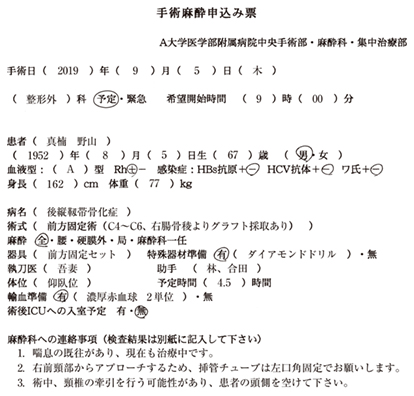 手術麻酔申込み票
A大学医学部附属病院中央手術部・麻酔科・集中治療部
手術日（ 2019 ）年（ 9 ）月（ 5 ）日（ 木 ）
（ 整形外 ）科 予定・緊急 希望開始時間 （ 9 ）時（ 00 ）分
患者（ 真楠 野山 ）
（ 1952 ）年（ 8 ）月（ 5 ）日生（ 67 ）歳 （ 男・女 ）
血液型：（ A ）型 Rh＋− 感染症：HBs抗原＋− HCV抗体＋− ワ氏＋−
身長（ 162 ）cm 体重（ 77 ）kg
病名（ 後縦靱帯骨化症 ）
術式（ 前方固定術（C4〜C6、右腸骨稜よりグラフト採取あり） ）
麻酔 全・腰・硬膜外・局・麻酔科一任
器具（ 前方固定セット ） 特殊器材準備 有（ ダイアモンドドリル ）・無
執刀医（ 吾妻 ） 助手 （ 林、合田 ）
体位（ 仰臥位 ） 予定時間（ 4.5 ）時間
輸血準備 有（ 濃厚赤血球 2単位 ）・無
術後ICUへの入室予定 有・無
麻酔科への連絡事項（検査結果は別紙に記入して下さい）
1. 喘息の既往があり、現在も治療中です。
2. 右前頸部からアプローチするため、挿管チューブは左口角固定でお願いします。
3. 術中、頸椎の牽引を行う可能性があり、患者の頭側を空けて下さい。